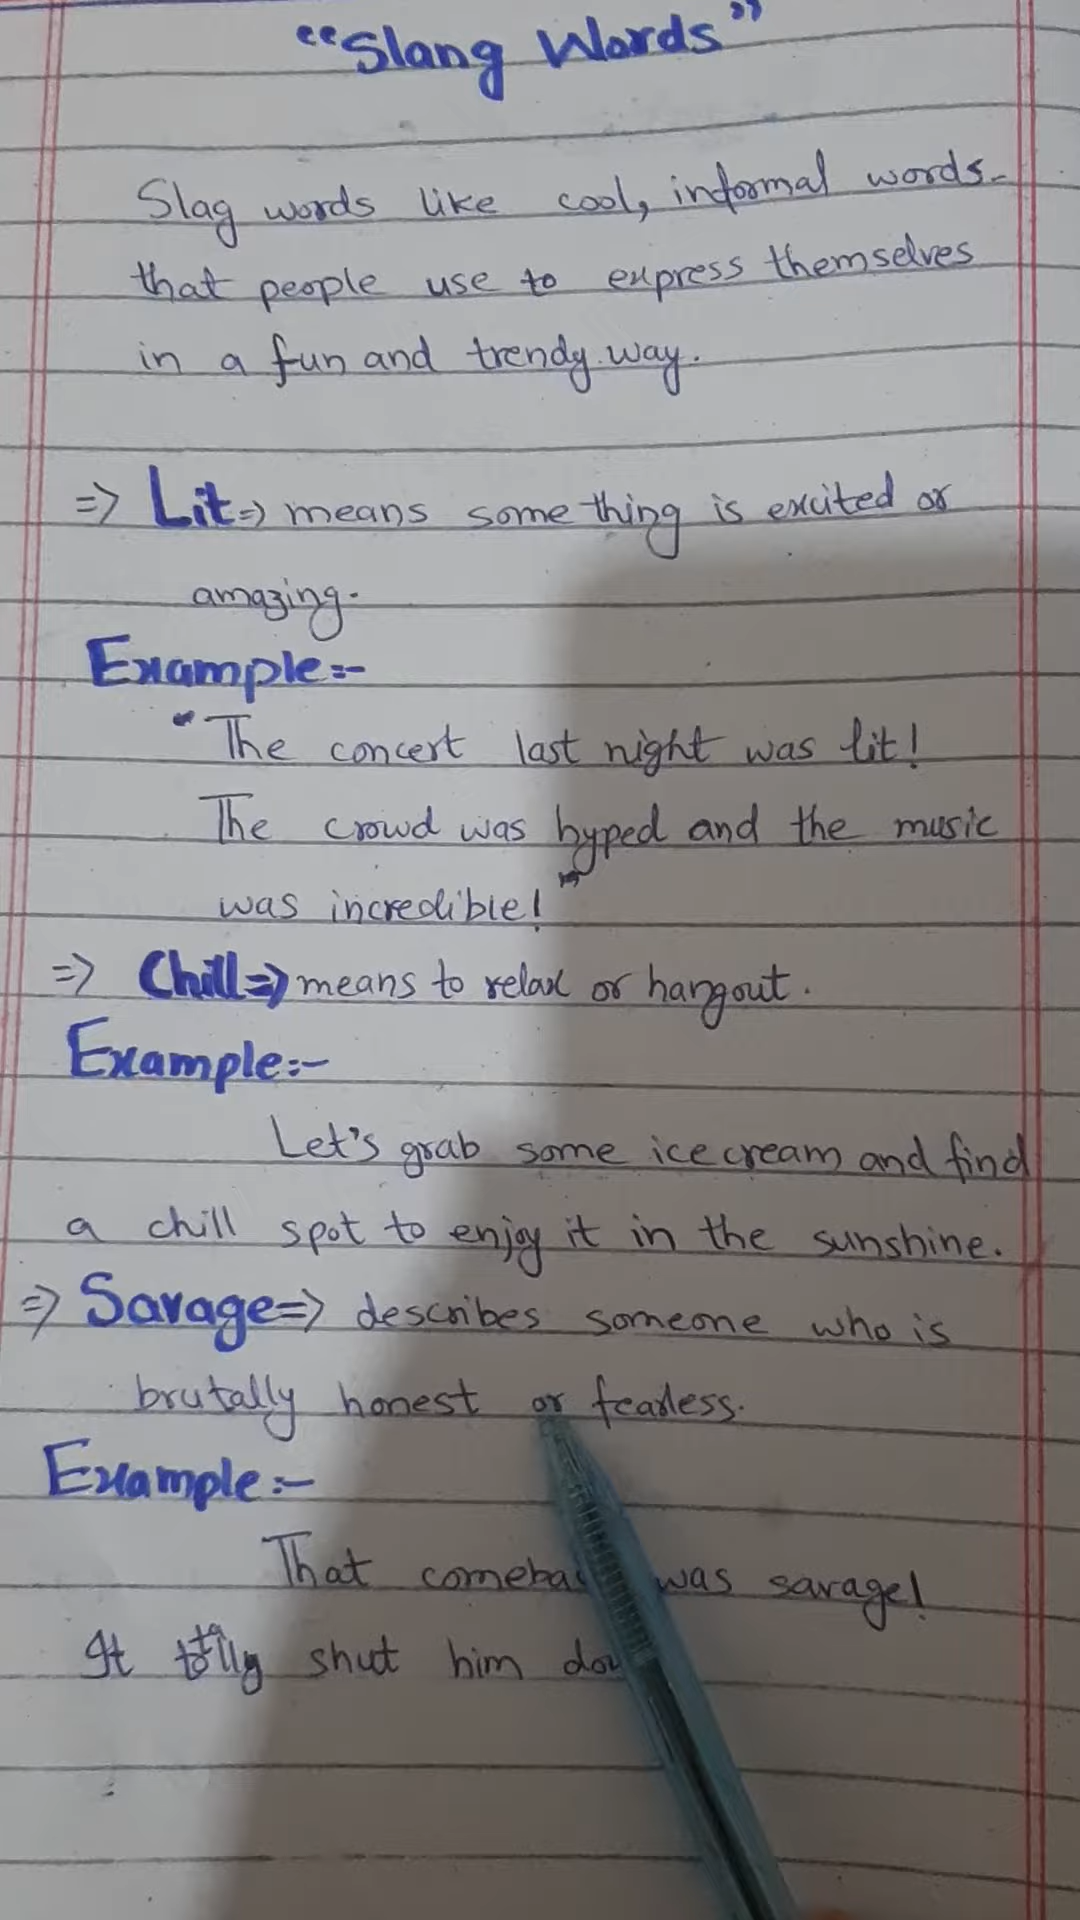 "Slang Words"
Slag words like cool, informal words
that people use to express themselves
in a fun and trendy way.
=> Lit => means something is excited or
amazing.
Example:-
"The concert last night was lit!
The crowd was hyped and the music
was incredible!"
=> Chill => means to relax or hangout.
Example:-
Let's grab some ice cream and find
a chill spot to enjoy it in the sunshine.
=> Savage => describes someone who is
brutally honest or fearless.
Example:-
That was savage!
It shut him